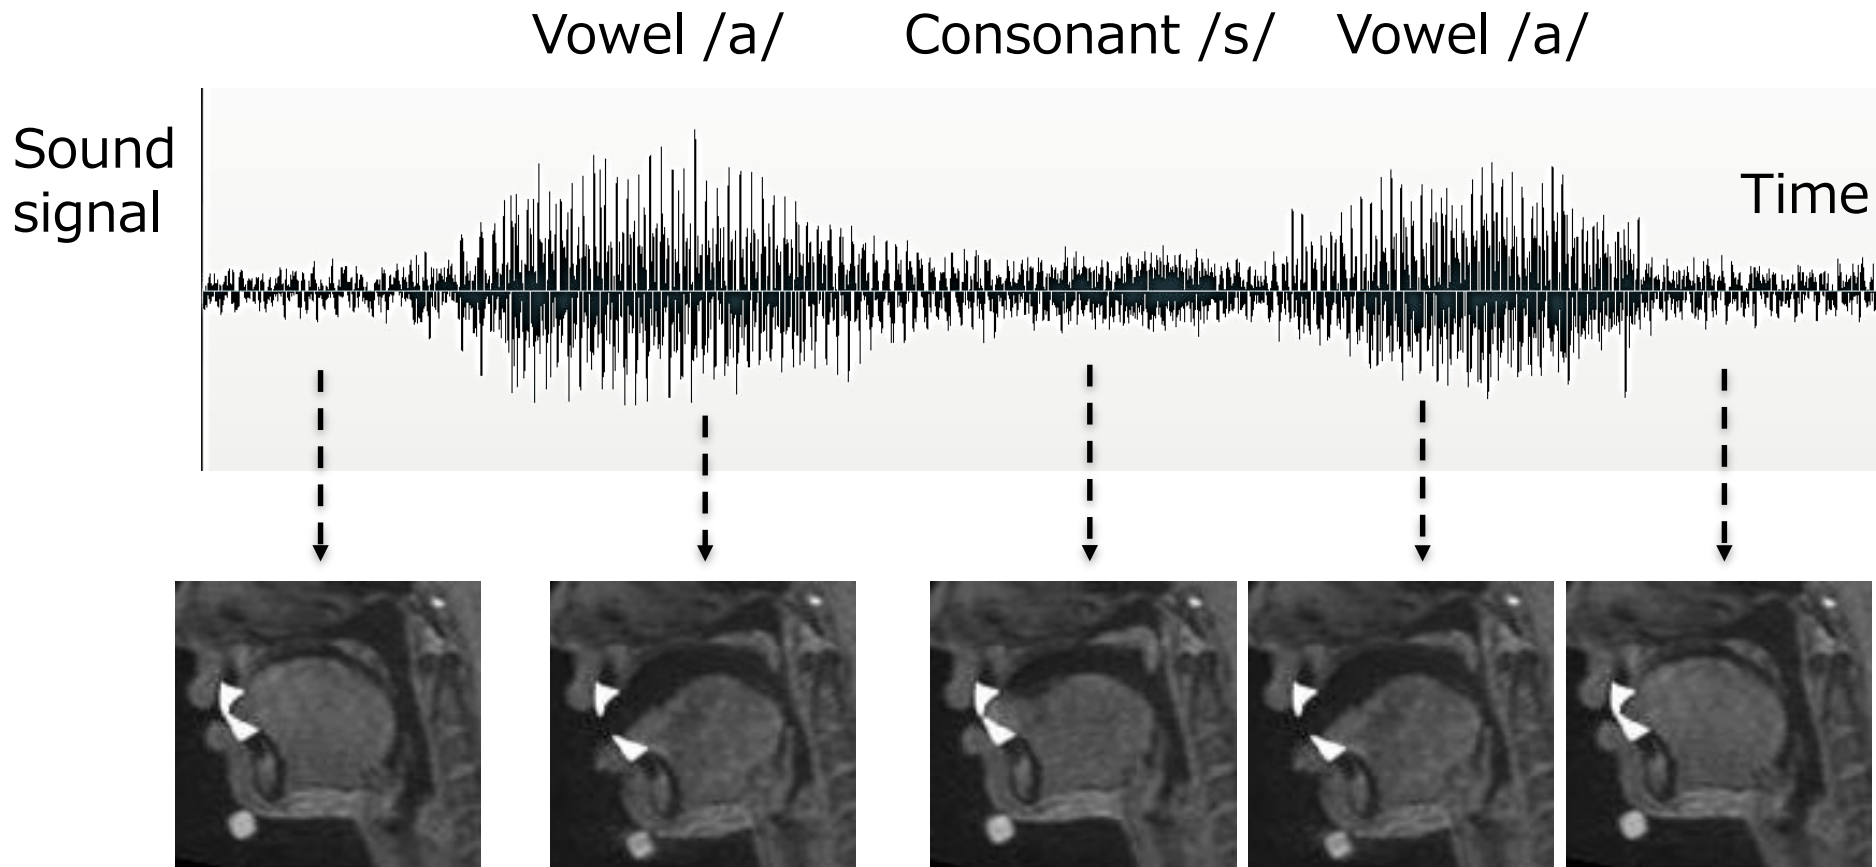 Vowel /a/
Consonant /s/
Vowel /a/
Sound
signal
Time